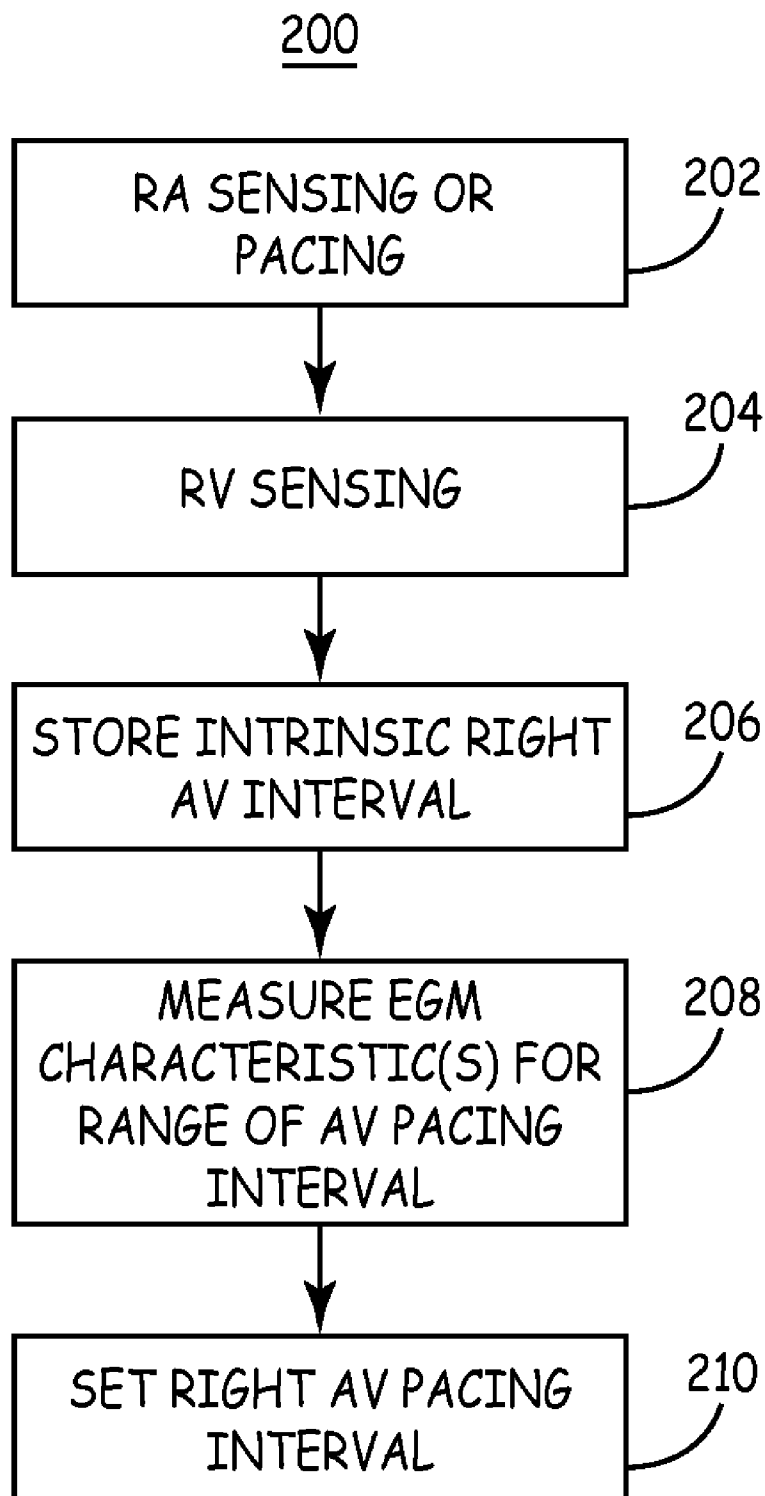 200
RA SENSING OR
PACING
202
RV SENSING
204
STORE INTRINSIC RIGHT
AV INTERVAL
206
MEASURE EGM
CHARACTERISTIC(S) FOR
RANGE OF AV PACING
INTERVAL
208
SET RIGHT AV PACING
INTERVAL
210